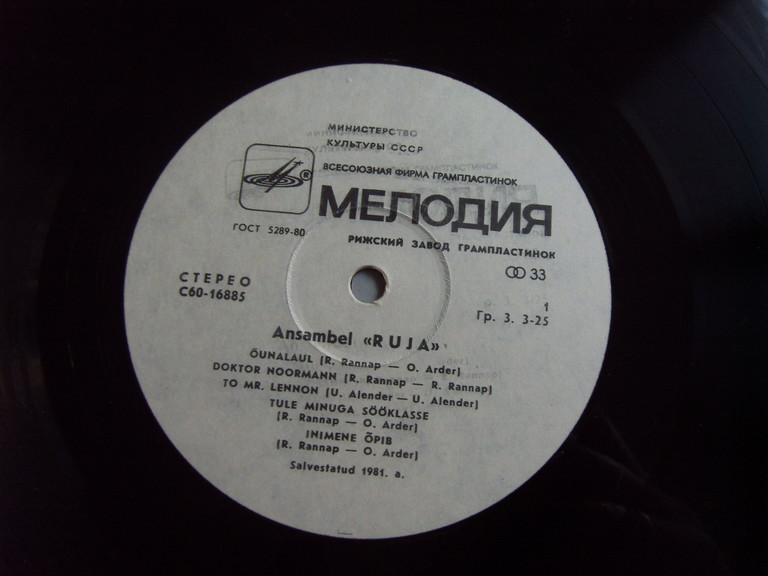 МИНИСТЕРСТВО
КУЛЬТУРЫ СССР
ВСЕСОЮЗНАЯ ФИРМА ГРАМПЛАСТИНОК
®
МЕЛОДИЯ
ГОСТ 5289-80
РИЖСКИЙ ЗАВОД ГРАМПЛАСТИНОК
СТЕРЕО
33
С60-16885
1
Гр. 3. 3-25
Ansambel «RUJA»
ÕUNALAUL (R. Rannap — O. Arder)
DOKTOR NOORMANN (R. Rannap — R. Rannap)
TO MR. LENNON (U. Alender — U. Alender)
TULE MINUGA SÖÖKLASSE
(R. Rannap — O. Arder)
INIMENE ÕPIB
(R. Rannap — O. Arder)
Salvestatud 1981. a.